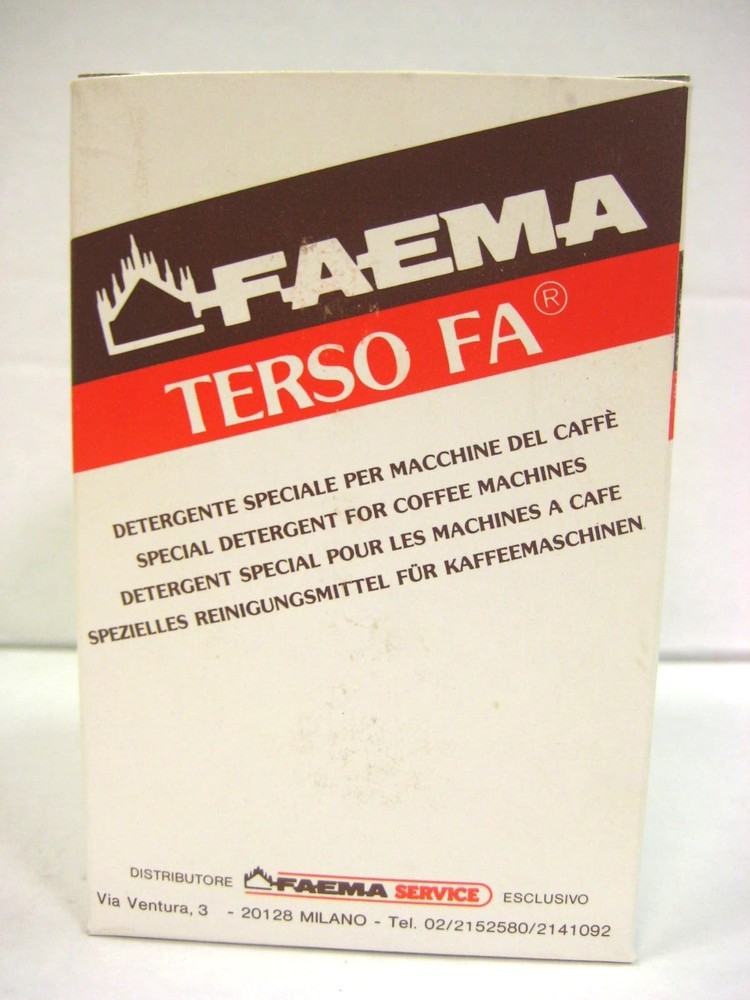 FAEMA
TERSO FA®
DETERGENTE SPECIALE PER MACCHINE DEL CAFFÈ
SPECIAL DETERGENT FOR COFFEE MACHINES
DETERGENT SPECIAL POUR LES MACHINES A CAFE
SPEZIELLES REINIGUNGSMITTEL FÜR KAFFEEMASCHINEN
DISTRIBUTORE FAEMA SERVICE ESCLUSIVO
Via Ventura, 3 - 20128 MILANO - Tel. 02/2152580/2141092